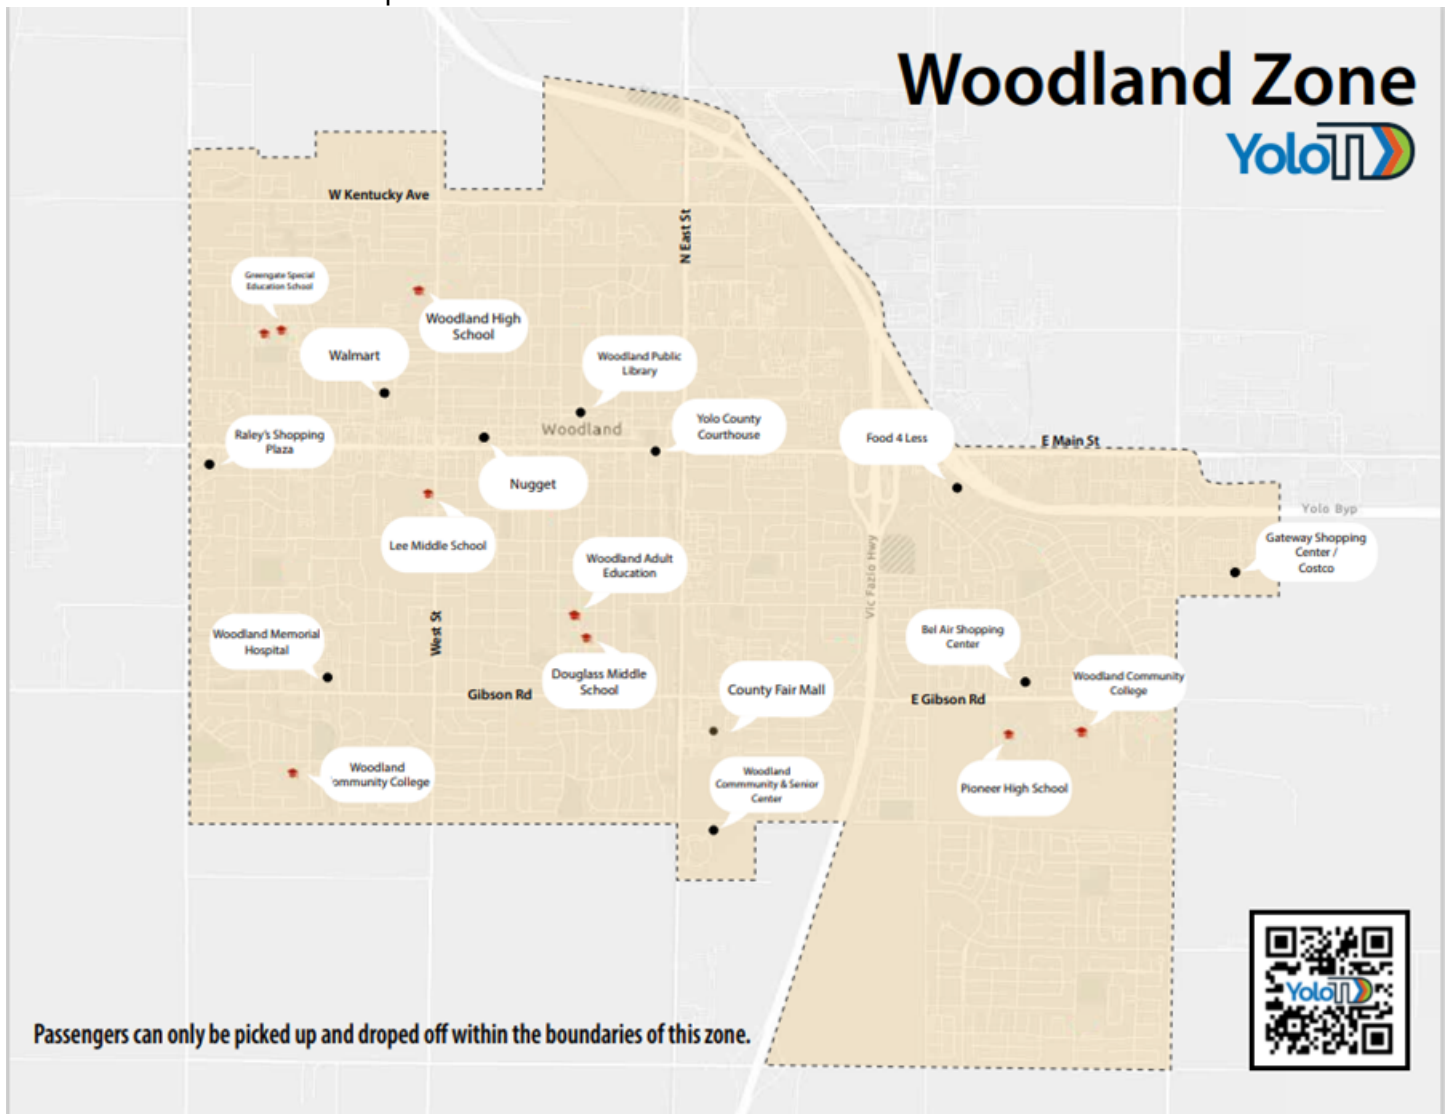 Woodland Zone
YoloTD
W Kentucky Ave
N East St
Greengate Special
Education School
Woodland High
School
Walmart
Woodland Public
Library
Woodland
Yolo County
Courthouse
Raley's Shopping
Plaza
Food 4 Less
E Main St
Nugget
Yolo Byp
Gateway Shopping
Center /
Costco
Lee Middle School
Woodland Adult
Education
Vic Fazio Hwy
West St
Woodland Memorial
Hospital
Bel Air Shopping
Center
Woodland Community
College
Douglass Middle
School
County Fair Mall
Gibson Rd
E Gibson Rd
Woodland
ommunity College
Woodland
Commmunity & Senior
Center
Pioneer High School
YoloTD
Passengers can only be picked up and droped off within the boundaries of this zone.